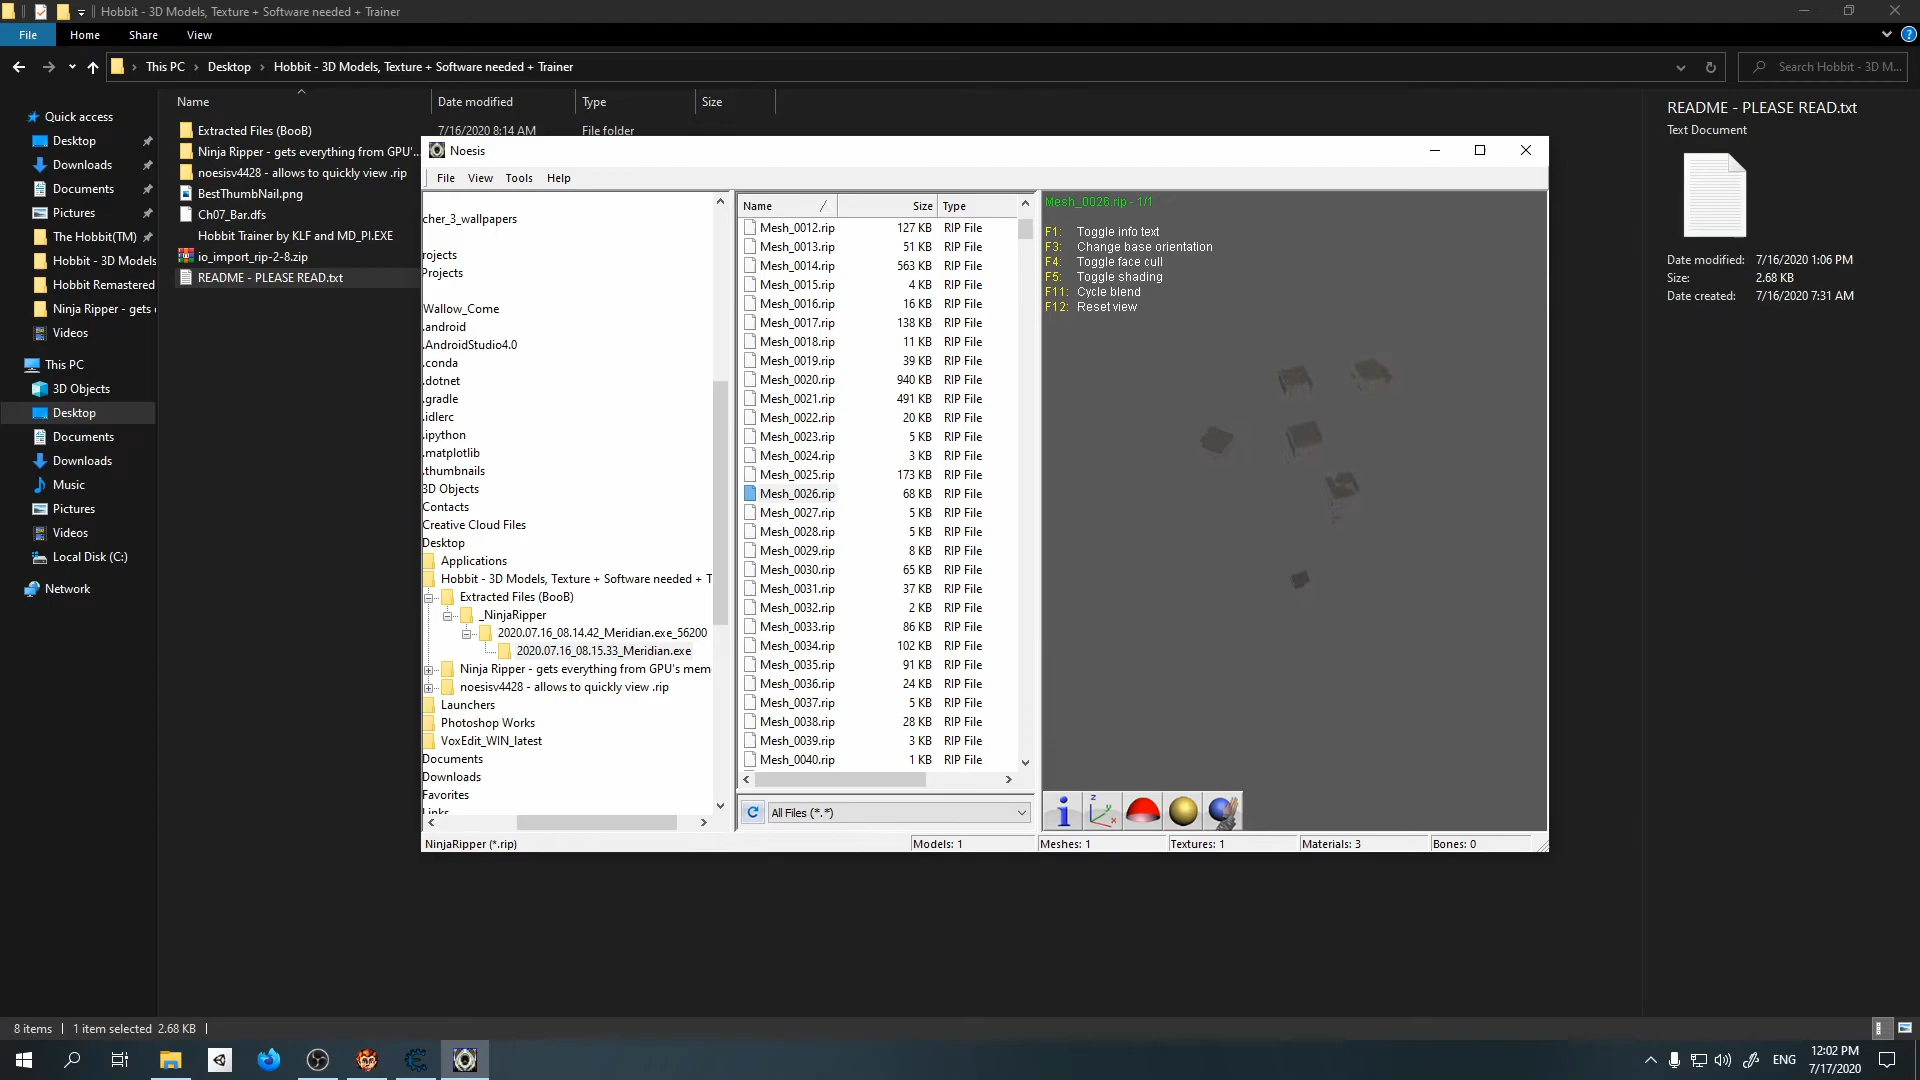 Hobbit - 3D Models, Texture + Software needed + Trainer
File
Home
Share
View
This PC
Desktop
Hobbit - 3D Models, Texture + Software needed + Trainer
Search Hobbit - 3D M...
Quick access
Desktop
Downloads
Documents
Pictures
The Hobbit(TM)
Hobbit - 3D Models
Hobbit Remastered
Ninja Ripper - gets
Videos
This PC
3D Objects
Desktop
Documents
Downloads
Music
Pictures
Videos
Local Disk (C:)
Network
Name
Date modified
Type
Size
Extracted Files (BooB)
7/16/2020 8:14 AM
File folder
Ninja Ripper - gets everything from GPU'...
noesisv4428 - allows to quickly view .rip
BestThumbNail.png
Ch07_Bar.dfs
Hobbit Trainer by KLF and MD_PI.EXE
io_import_rip-2-8.zip
README - PLEASE READ.txt
Noesis
File
View
Tools
Help
cher_3_wallpapers
rojects
Projects
Wallow_Come
.android
.AndroidStudio4.0
.conda
.dotnet
.gradle
.idlerc
.ipython
.matplotlib
.thumbnails
3D Objects
Contacts
Creative Cloud Files
Desktop
Applications
Hobbit - 3D Models, Texture + Software needed + T
Extracted Files (BooB)
_NinjaRipper
2020.07.16_08.14.42_Meridian.exe_56200
2020.07.16_08.15.33_Meridian.exe
Ninja Ripper - gets everything from GPU's mem
noesisv4428 - allows to quickly view .rip
Launchers
Photoshop Works
VoxEdit_WIN_latest
Documents
Downloads
Favorites
Links
Name
Size
Type
Mesh_0012.rip 127 KB RIP File
Mesh_0013.rip 51 KB RIP File
Mesh_0014.rip 563 KB RIP File
Mesh_0015.rip 4 KB RIP File
Mesh_0016.rip 16 KB RIP File
Mesh_0017.rip 138 KB RIP File
Mesh_0018.rip 11 KB RIP File
Mesh_0019.rip 39 KB RIP File
Mesh_0020.rip 940 KB RIP File
Mesh_0021.rip 491 KB RIP File
Mesh_0022.rip 20 KB RIP File
Mesh_0023.rip 5 KB RIP File
Mesh_0024.rip 3 KB RIP File
Mesh_0025.rip 173 KB RIP File
Mesh_0026.rip 68 KB RIP File
Mesh_0027.rip 5 KB RIP File
Mesh_0028.rip 5 KB RIP File
Mesh_0029.rip 8 KB RIP File
Mesh_0030.rip 65 KB RIP File
Mesh_0031.rip 37 KB RIP File
Mesh_0032.rip 2 KB RIP File
Mesh_0033.rip 86 KB RIP File
Mesh_0034.rip 102 KB RIP File
Mesh_0035.rip 91 KB RIP File
Mesh_0036.rip 24 KB RIP File
Mesh_0037.rip 5 KB RIP File
Mesh_0038.rip 28 KB RIP File
Mesh_0039.rip 3 KB RIP File
Mesh_0040.rip 1 KB RIP File
All Files (*.*)
Mesh_0026.rip - 1/1
F1: Toggle info text
F3: Change base orientation
F4: Toggle face cull
F5: Toggle shading
F11: Cycle blend
F12: Reset view
z y x
NinjaRipper (*.rip)
Models: 1
Meshes: 1
Textures: 1
Materials: 3
Bones: 0
README - PLEASE READ.txt
Text Document
Date modified: 7/16/2020 1:06 PM
Size: 2.68 KB
Date created: 7/16/2020 7:31 AM
8 items
1 item selected 2.68 KB
ENG
12:02 PM
7/17/2020